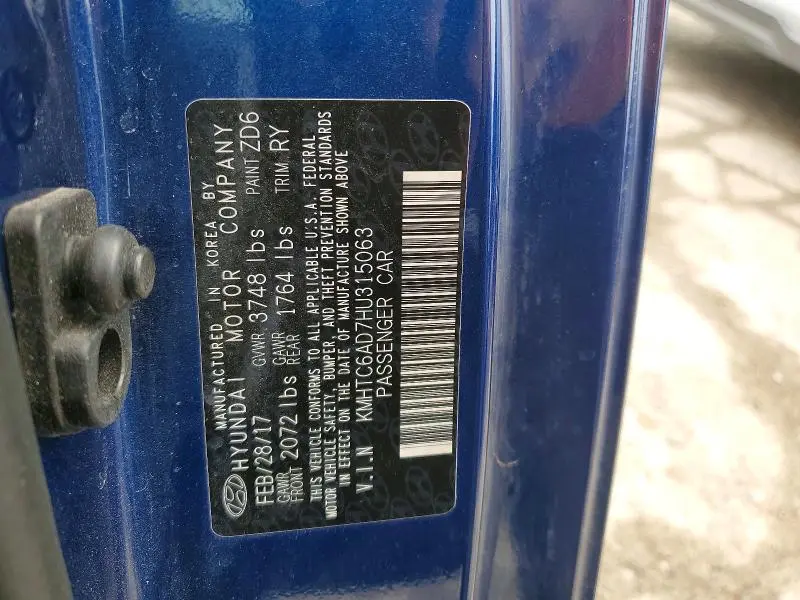 MANUFACTURED IN KOREA BY
HYUNDAI MOTOR COMPANY
FEB/28/17 GVWR 3748 lbs PAINT ZD6
GAWR FRONT 2072 lbs GAWR REAR 1764 lbs TRIM RY
THIS VEHICLE CONFORMS TO ALL APPLICABLE U.S.A. FEDERAL
MOTOR VEHICLE SAFETY, BUMPER, AND THEFT PREVENTION STANDARDS
IN EFFECT ON THE DATE OF MANUFACTURE SHOWN ABOVE
V.I.N KMHTC6AD7HU315063
PASSENGER CAR